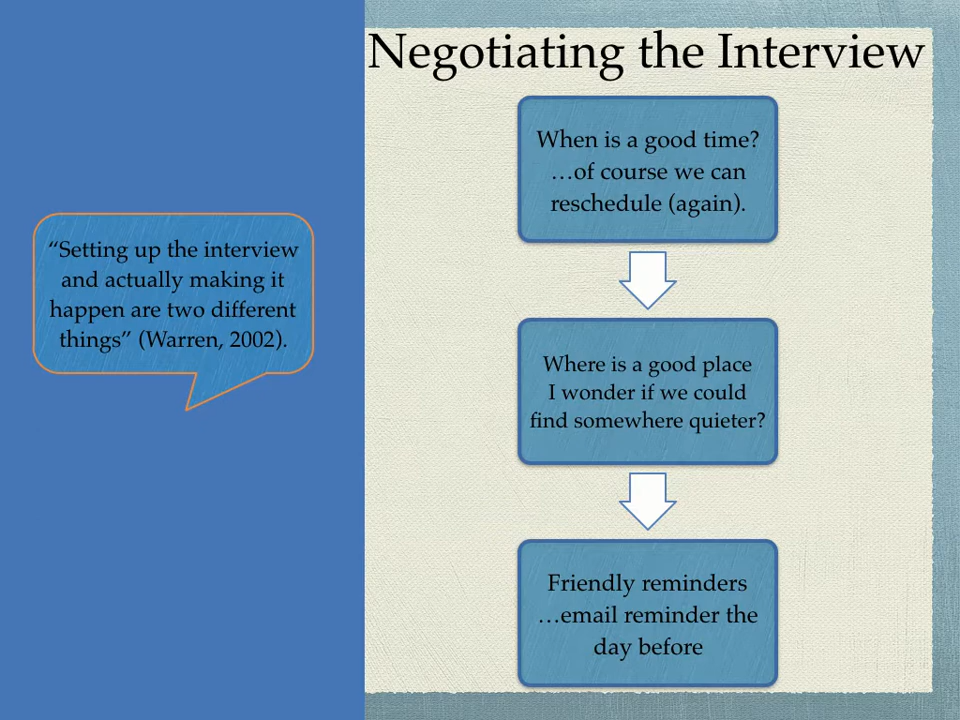 Negotiating the Interview
“Setting up the interview
and actually making it
happen are two different
things” (Warren, 2002).
When is a good time?
…of course we can
reschedule (again).
Where is a good place
I wonder if we could
find somewhere quieter?
Friendly reminders
…email reminder the
day before